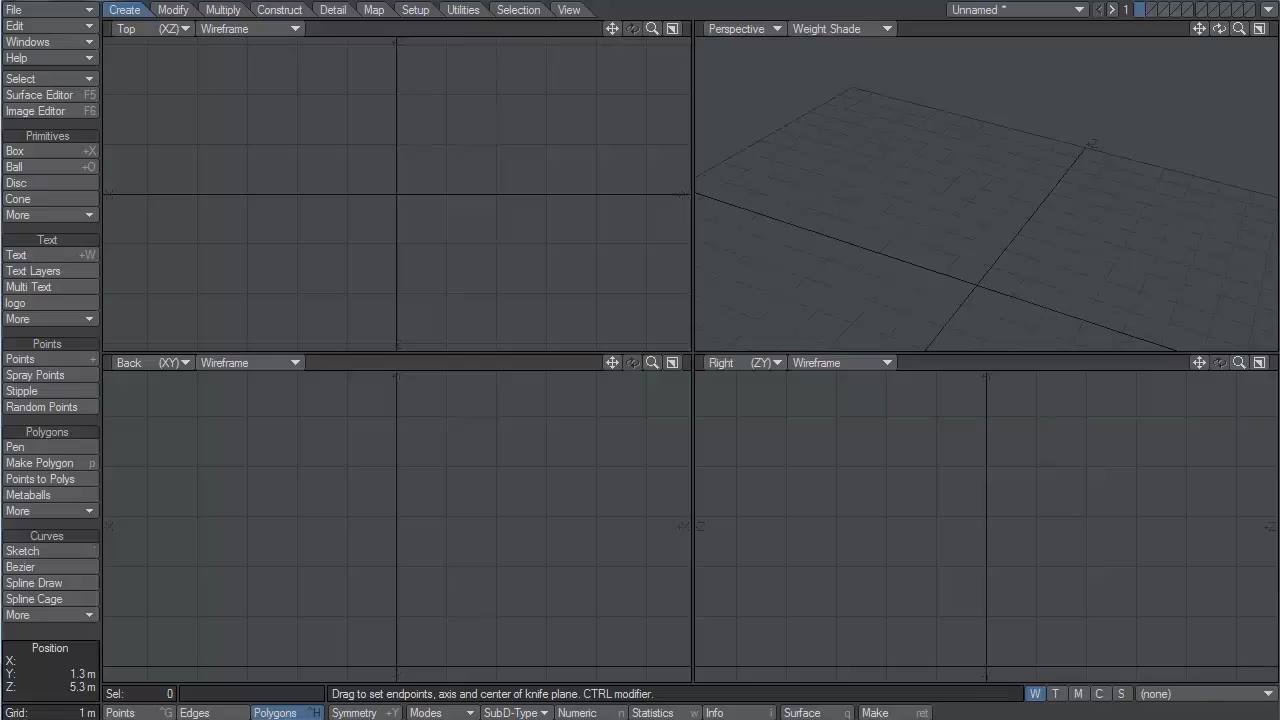 File Create Modify Multiply Construct Detail Map Setup Utilities Selection View Unnamed * 1
Edit
Windows
Help
Select
Surface Editor F5
Image Editor F6
Primitives
Box +X
Ball +O
Disc
Cone
More
Text
Text +W
Text Layers
Multi Text
logo
More
Points
Points +
Spray Points
Stipple
Random Points
Polygons
Pen
Make Polygon p
Points to Polys
Metaballs
More
Curves
Sketch
Bezier
Spline Draw
Spline Cage
More
Position
X:
Y: 1.3 m
Z: 5.3 m
Grid: 1 m
Top (XZ) Wireframe
Perspective Weight Shade
Back (XY) Wireframe
Right (ZY) Wireframe
Sel: 0 Drag to set endpoints, axis and center of knife plane. CTRL modifier. W T M C S (none)
Points ^G Edges Polygons ^H Symmetry +Y Modes SubD-Type Numeric n Statistics w Info i Surface q Make ret